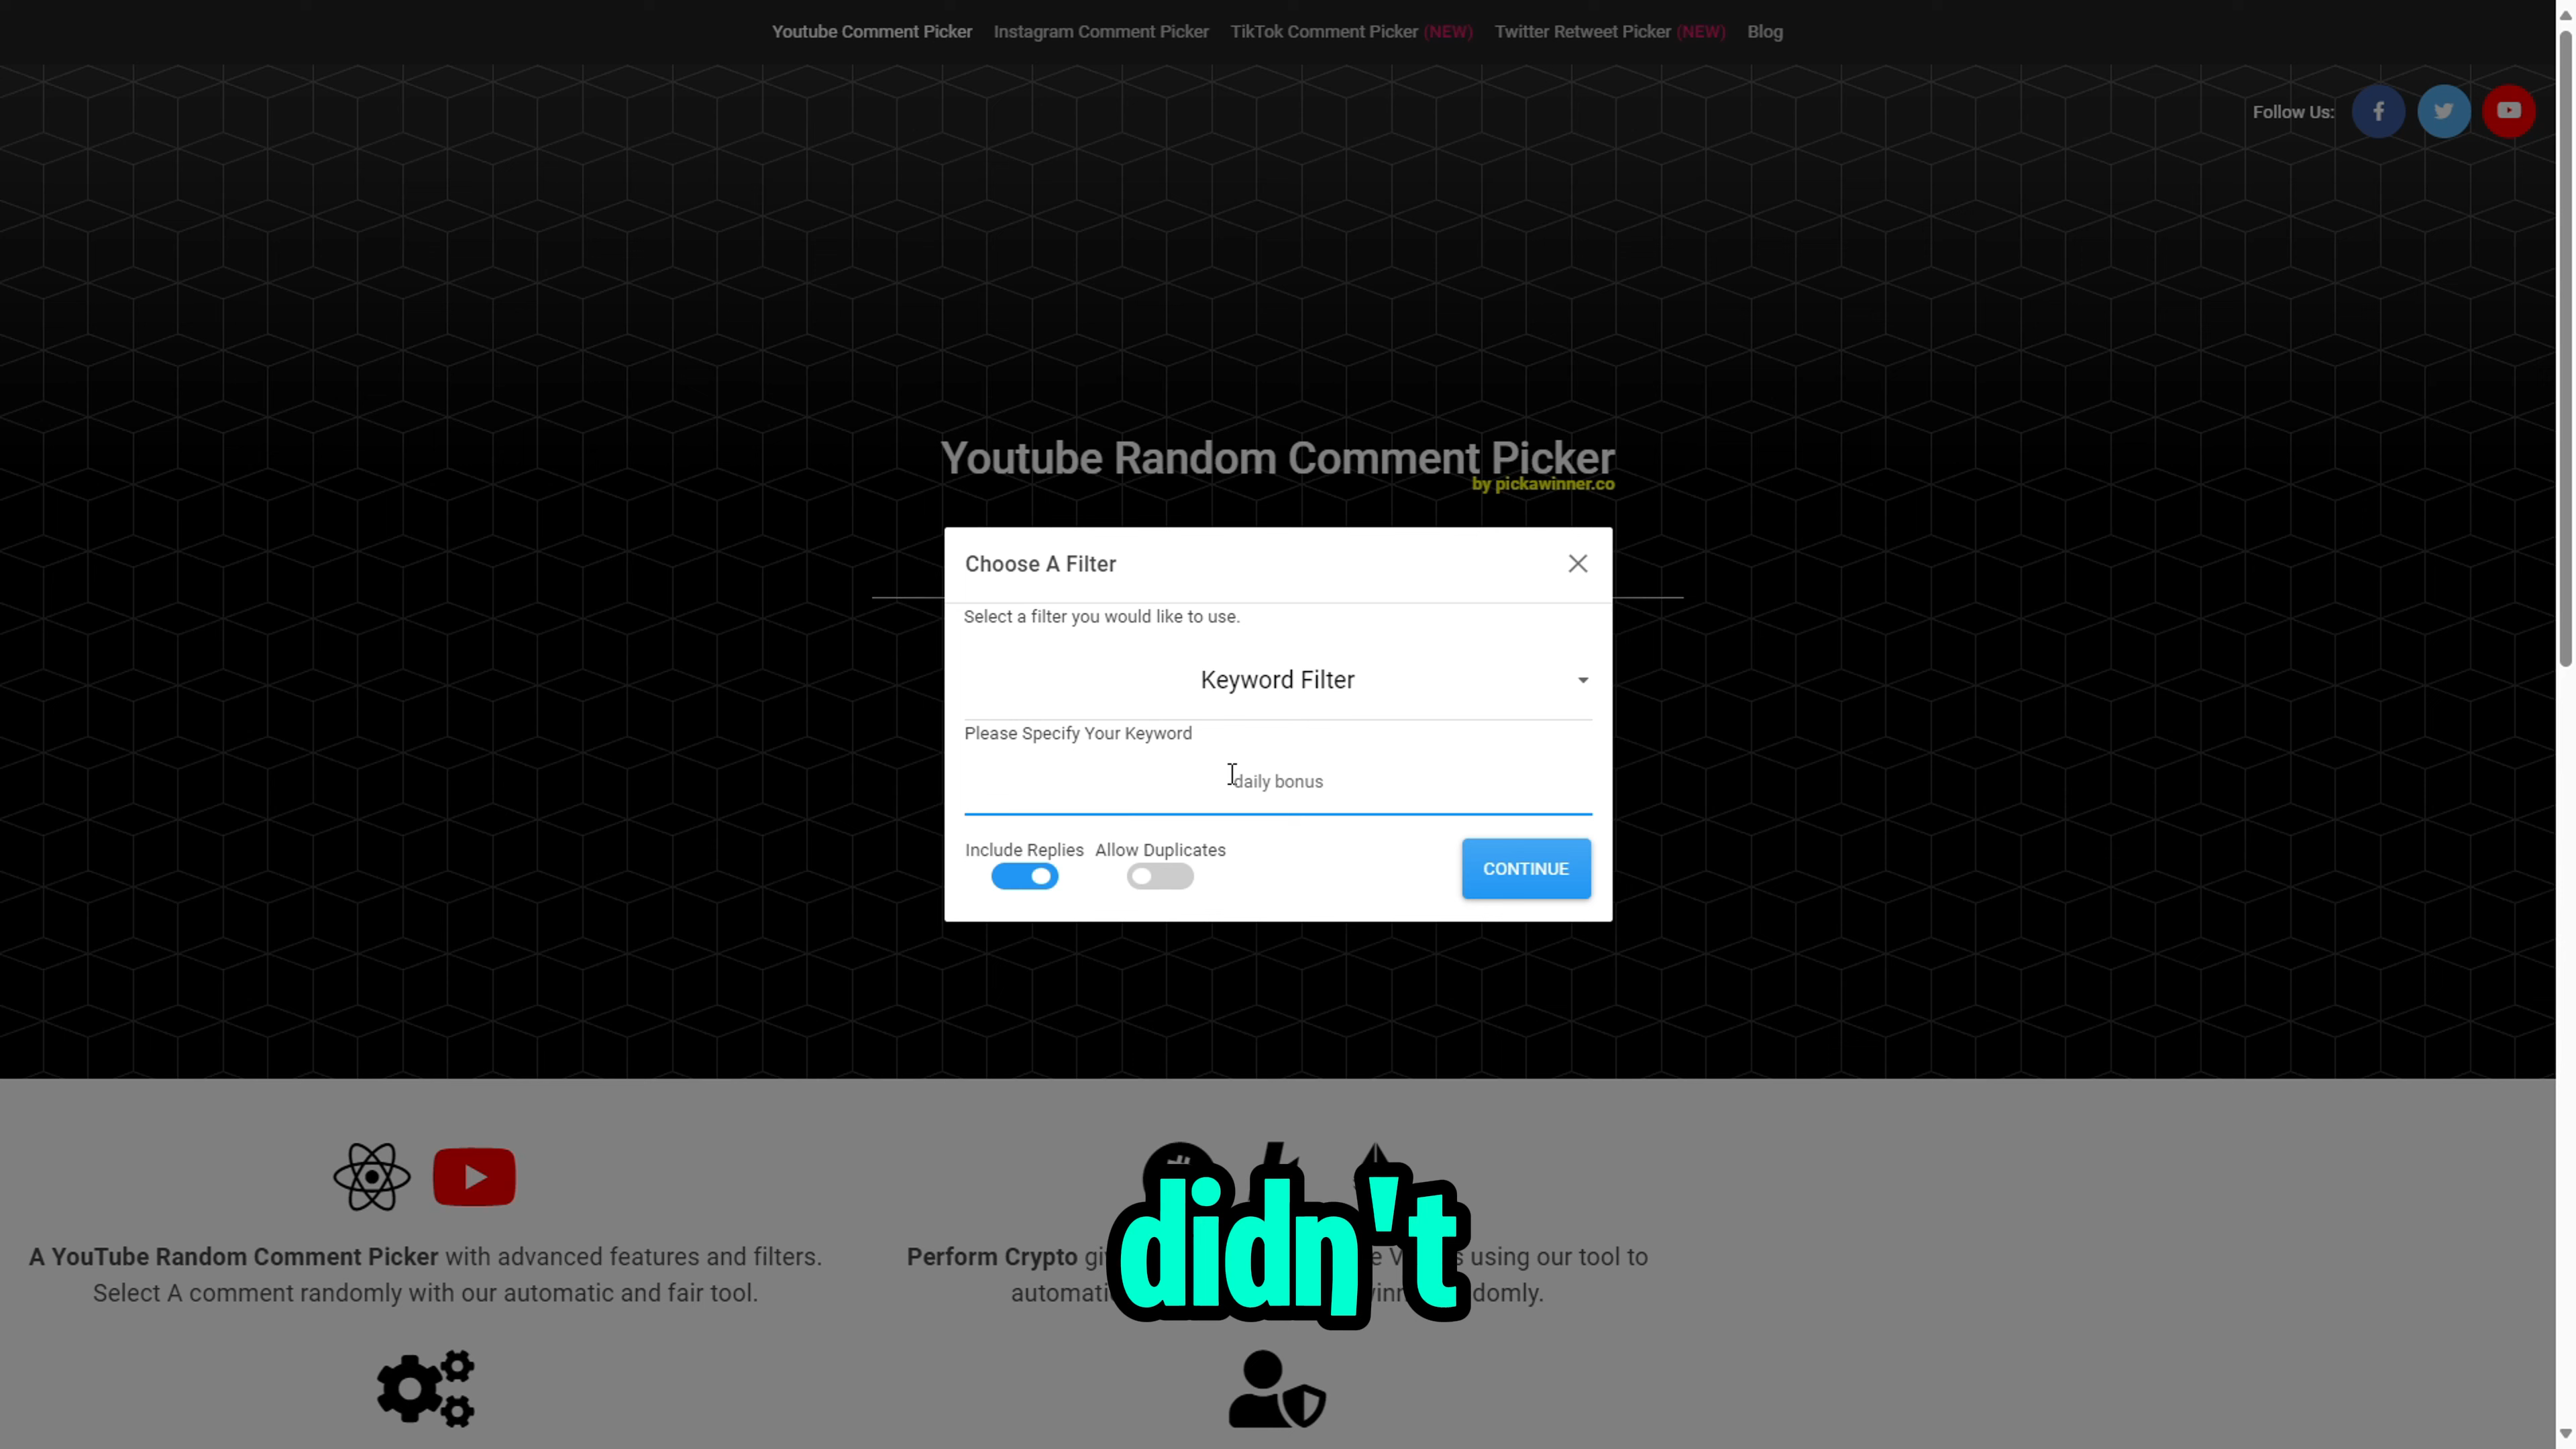 Youtube Comment Picker Instagram Comment Picker TikTok Comment Picker (NEW) Twitter Retweet Picker (NEW) Blog
Follow Us:
Youtube Random Comment Picker
by pickawinner.co
Choose A Filter
Select a filter you would like to use.
Keyword Filter
Please Specify Your Keyword
daily bonus
Include Replies Allow Duplicates
CONTINUE
didn't
A YouTube Random Comment Picker with advanced features and filters.
Select A comment randomly with our automatic and fair tool.
Perform Crypto using our tool to